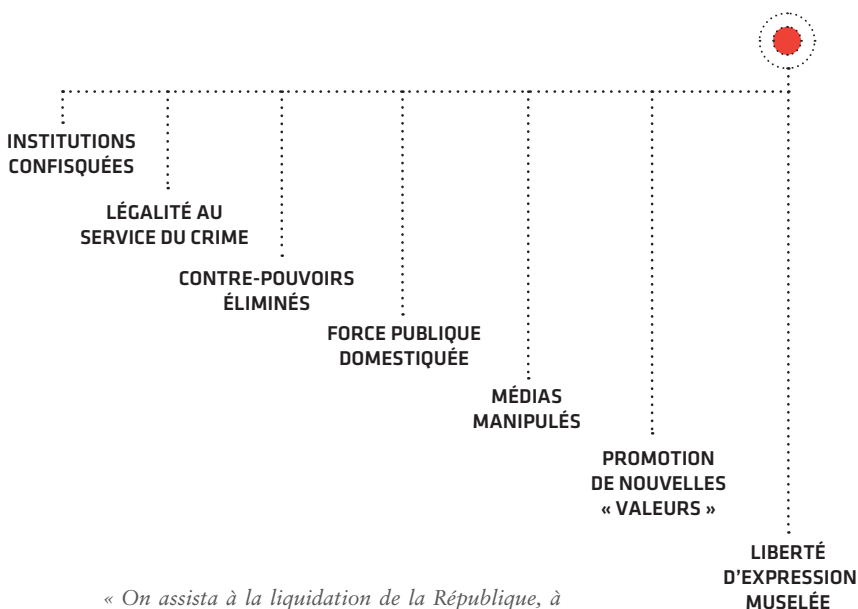 INSTITUTIONS
CONFISQUÉES
LÉGALITÉ AU
SERVICE DU CRIME
CONTRE-POUVOIRS
ÉLIMINÉS
FORCE PUBLIQUE
DOMESTIQUÉE
MÉDIAS
MANIPULÉS
PROMOTION
DE NOUVELLES
« VALEURS »
LIBERTÉ
D’EXPRESSION
MUSELÉE
« On assista à la liquidation de la République, à